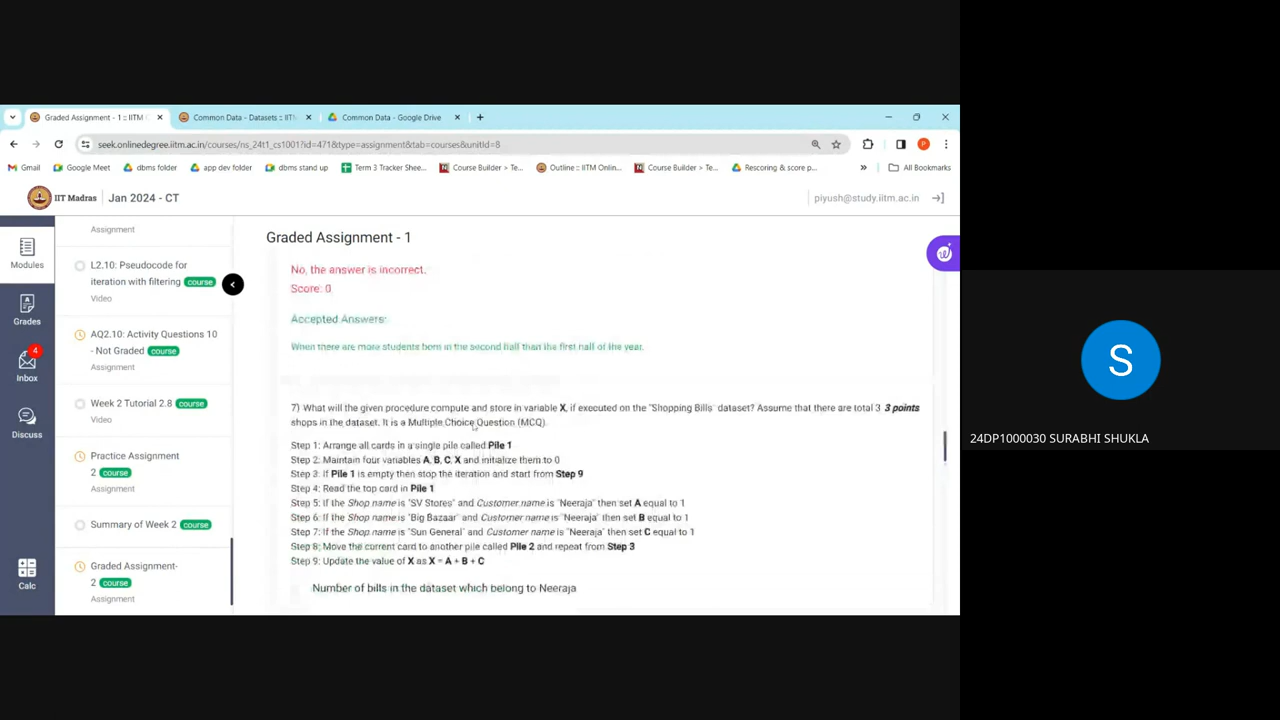 Graded Assignment - 1 :: IITM
Common Data - Datasets :: IITM
Common Data - Google Drive
seek.onlinedegree.iitm.ac.in/courses/ns_24t1_cs1001?id=471&type=assignment&tab=courses&unitId=8
P
Gmail
Google Meet
dbms folder
app dev folder
dbms stand up
Term 3 Tracker Shee...
Course Builder > Te...
Outline :: IITM Onlin...
Course Builder > Te...
Rescoring & score p...
All Bookmarks
IIT Madras
Jan 2024 - CT
piyush@study.iitm.ac.in
Modules
Grades
4
Inbox
Discuss
Calc
Assignment
L2.10: Pseudocode for
iteration with filtering course
Video
AQ2.10: Activity Questions 10
- Not Graded course
Assignment
Week 2 Tutorial 2.8 course
Video
Practice Assignment
2 course
Assignment
Summary of Week 2 course
Graded Assignment-
2 course
Assignment
Graded Assignment - 1
No, the answer is incorrect.
Score: 0
Accepted Answers:
When there are more students born in the second half than the first half of the year.
7) What will the given procedure compute and store in variable X, if executed on the "Shopping Bills" dataset? Assume that there are total 3 3 points
shops in the dataset. It is a Multiple Choice Question (MCQ).
Step 1: Arrange all cards in a single pile called Pile 1
Step 2: Maintain four variables A, B, C, X and initialize them to 0
Step 3: If Pile 1 is empty then stop the iteration and start from Step 9
Step 4: Read the top card in Pile 1
Step 5: If the Shop name is "SV Stores" and Customer name is "Neeraja" then set A equal to 1
Step 6: If the Shop name is "Big Bazaar" and Customer name is "Neeraja" then set B equal to 1
Step 7: If the Shop name is "Sun General" and Customer name is "Neeraja" then set C equal to 1
Step 8: Move the current card to another pile called Pile 2 and repeat from Step 3
Step 9: Update the value of X as X = A + B + C
Number of bills in the dataset which belong to Neeraja
S
24DP1000030 SURABHI SHUKLA